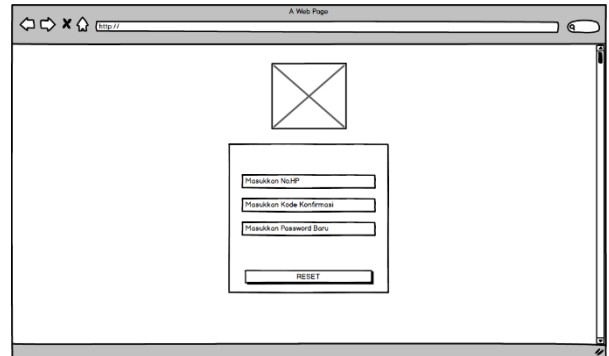 A Web Page
http://
Masukkan No.HP
Masukkan Kode Konfirmasi
Masukkan Password Baru
RESET